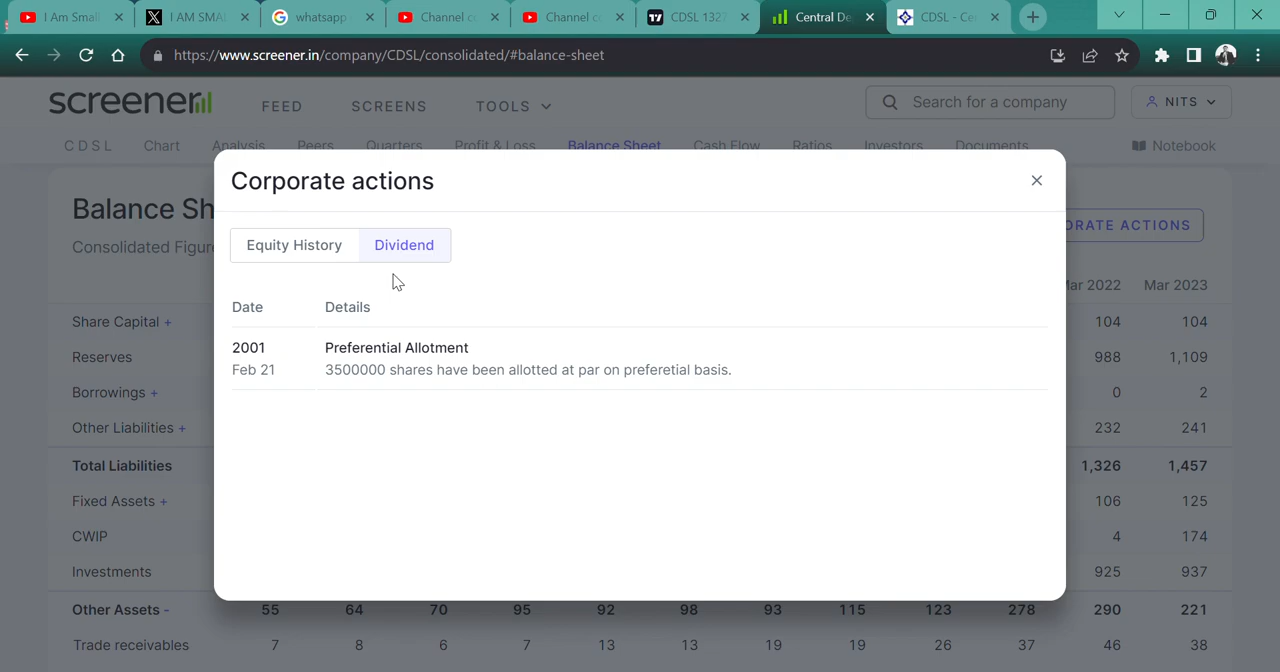 I Am Small
I AM SMA
whatsapp
Channel c
Channel c
CDSL 1327
Central De
CDSL - Ce
https://www.screener.in/company/CDSL/consolidated/#balance-sheet
screener
FEED
SCREENS
TOOLS
Search for a company
NITS
CDSL
Chart
Analysis
Peers
Quarters
Profit & Loss
Balance Sheet
Cash Flow
Ratios
Investors
Documents
Notebook
Corporate actions
Balance Sh
Consolidated Figur
ORATE ACTIONS
Equity History
Dividend
Mar 2022 Mar 2023
Date Details
Share Capital + 104 104
2001 Preferential Allotment
Feb 21 3500000 shares have been allotted at par on preferetial basis.
Reserves 988 1,109
Borrowings + 0 2
Other Liabilities + 232 241
Total Liabilities 1,326 1,457
Fixed Assets + 106 125
CWIP 4 174
Investments 925 937
Other Assets - 55 64 70 95 92 98 93 115 123 278 290 221
Trade receivables 7 8 6 7 13 13 19 19 26 37 46 38